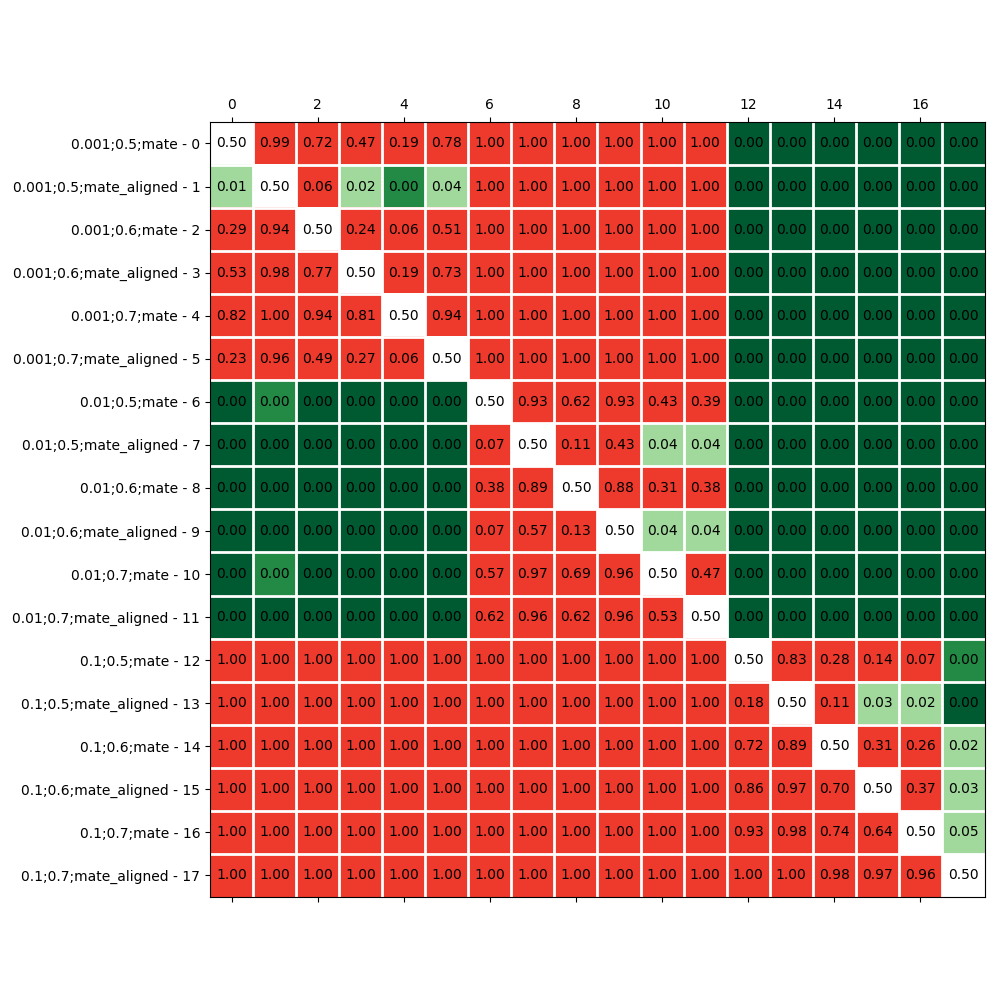 0 2 4 6 8 10 12 14 16
0.001;0.5;mate - 0 0.50 0.99 0.72 0.47 0.19 0.78 1.00 1.00 1.00 1.00 1.00 1.00 0.00 0.00 0.00 0.00 0.00 0.00
0.001;0.5;mate_aligned - 1 0.01 0.50 0.06 0.02 0.00 0.04 1.00 1.00 1.00 1.00 1.00 1.00 0.00 0.00 0.00 0.00 0.00 0.00
0.001;0.6;mate - 2 0.29 0.94 0.50 0.24 0.06 0.51 1.00 1.00 1.00 1.00 1.00 1.00 0.00 0.00 0.00 0.00 0.00 0.00
0.001;0.6;mate_aligned - 3 0.53 0.98 0.77 0.50 0.19 0.73 1.00 1.00 1.00 1.00 1.00 1.00 0.00 0.00 0.00 0.00 0.00 0.00
0.001;0.7;mate - 4 0.82 1.00 0.94 0.81 0.50 0.94 1.00 1.00 1.00 1.00 1.00 1.00 0.00 0.00 0.00 0.00 0.00 0.00
0.001;0.7;mate_aligned - 5 0.23 0.96 0.49 0.27 0.06 0.50 1.00 1.00 1.00 1.00 1.00 1.00 0.00 0.00 0.00 0.00 0.00 0.00
0.01;0.5;mate - 6 0.00 0.00 0.00 0.00 0.00 0.00 0.50 0.93 0.62 0.93 0.43 0.39 0.00 0.00 0.00 0.00 0.00 0.00
0.01;0.5;mate_aligned - 7 0.00 0.00 0.00 0.00 0.00 0.00 0.07 0.50 0.11 0.43 0.04 0.04 0.00 0.00 0.00 0.00 0.00 0.00
0.01;0.6;mate - 8 0.00 0.00 0.00 0.00 0.00 0.00 0.38 0.89 0.50 0.88 0.31 0.38 0.00 0.00 0.00 0.00 0.00 0.00
0.01;0.6;mate_aligned - 9 0.00 0.00 0.00 0.00 0.00 0.00 0.07 0.57 0.13 0.50 0.04 0.04 0.00 0.00 0.00 0.00 0.00 0.00
0.01;0.7;mate - 10 0.00 0.00 0.00 0.00 0.00 0.00 0.57 0.97 0.69 0.96 0.50 0.47 0.00 0.00 0.00 0.00 0.00 0.00
0.01;0.7;mate_aligned - 11 0.00 0.00 0.00 0.00 0.00 0.00 0.62 0.96 0.62 0.96 0.53 0.50 0.00 0.00 0.00 0.00 0.00 0.00
0.1;0.5;mate - 12 1.00 1.00 1.00 1.00 1.00 1.00 1.00 1.00 1.00 1.00 1.00 1.00 0.50 0.83 0.28 0.14 0.07 0.00
0.1;0.5;mate_aligned - 13 1.00 1.00 1.00 1.00 1.00 1.00 1.00 1.00 1.00 1.00 1.00 1.00 0.18 0.50 0.11 0.03 0.02 0.00
0.1;0.6;mate - 14 1.00 1.00 1.00 1.00 1.00 1.00 1.00 1.00 1.00 1.00 1.00 1.00 0.72 0.89 0.50 0.31 0.26 0.02
0.1;0.6;mate_aligned - 15 1.00 1.00 1.00 1.00 1.00 1.00 1.00 1.00 1.00 1.00 1.00 1.00 0.86 0.97 0.70 0.50 0.37 0.03
0.1;0.7;mate - 16 1.00 1.00 1.00 1.00 1.00 1.00 1.00 1.00 1.00 1.00 1.00 1.00 0.93 0.98 0.74 0.64 0.50 0.05
0.1;0.7;mate_aligned - 17 1.00 1.00 1.00 1.00 1.00 1.00 1.00 1.00 1.00 1.00 1.00 1.00 1.00 1.00 0.98 0.97 0.96 0.50